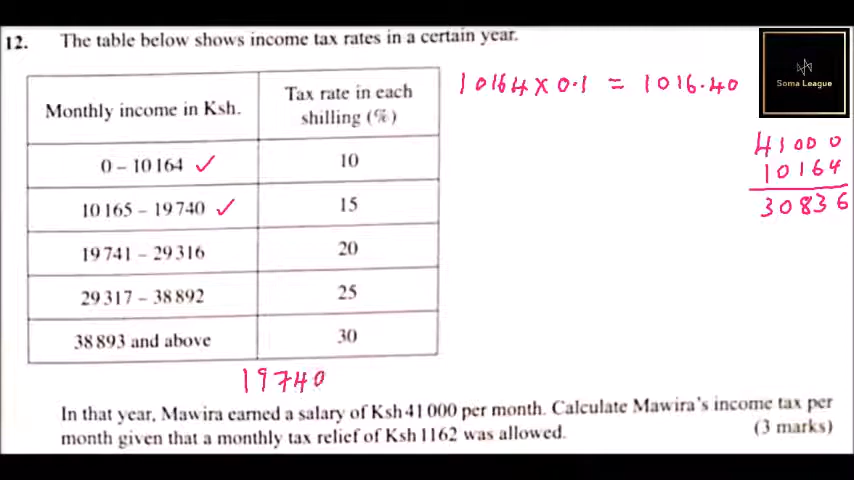 12. The table below shows income tax rates in a certain year.
Monthly income in Ksh. Tax rate in each shilling (%)
0 – 10 164 ✓ 10
10 165 – 19 740 ✓ 15
19 741 – 29 316 20
29 317 – 38 892 25
38 893 and above 30
10164 × 0.1 = 1016.40
Soma League
41000
10164
30836
19740
In that year, Mawira earned a salary of Ksh 41 000 per month. Calculate Mawira's income tax per
month given that a monthly tax relief of Ksh 1162 was allowed. (3 marks)